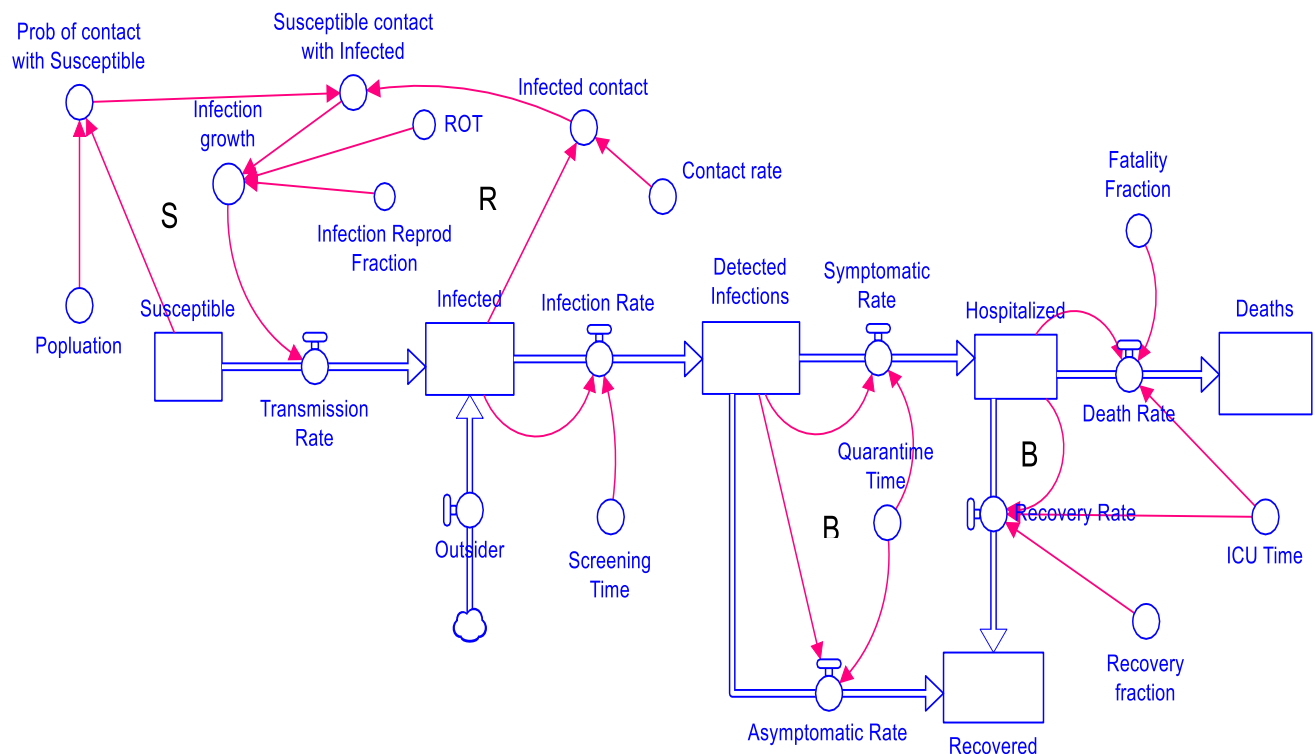 Prob of contact
with Susceptible
Susceptible contact
with Infected
Infection
growth
ROT
Infected contact
Contact rate
Fatality
Fraction
S
R
Infection Reprod
Fraction
Popluation
Susceptible
Transmission
Rate
Infected
Infection Rate
Detected
Infections
Symptomatic
Rate
Hospitalized
Deaths
Death Rate
Quarantime
Time
B
B
Recovery Rate
ICU Time
Outsider
Screening
Time
Recovery
fraction
Asymptomatic Rate
Recovered